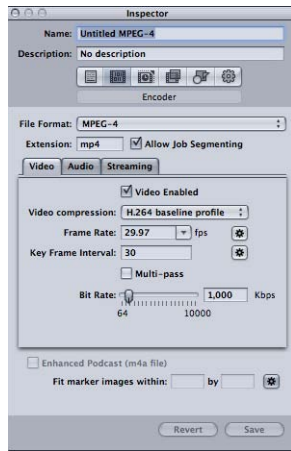 Inspector
Name: Untitled MPEG-4
Description: No description
Encoder
File Format: MPEG-4
Extension: mp4 Allow Job Segmenting
Video Audio Streaming
Video Enabled
Video compression: H.264 baseline profile
Frame Rate: 29.97 fps
Key Frame Interval: 30
Multi-pass
Bit Rate: 1,000 Kbps
64 10000
Enhanced Podcast (m4a file)
Fit marker images within: by
Revert Save